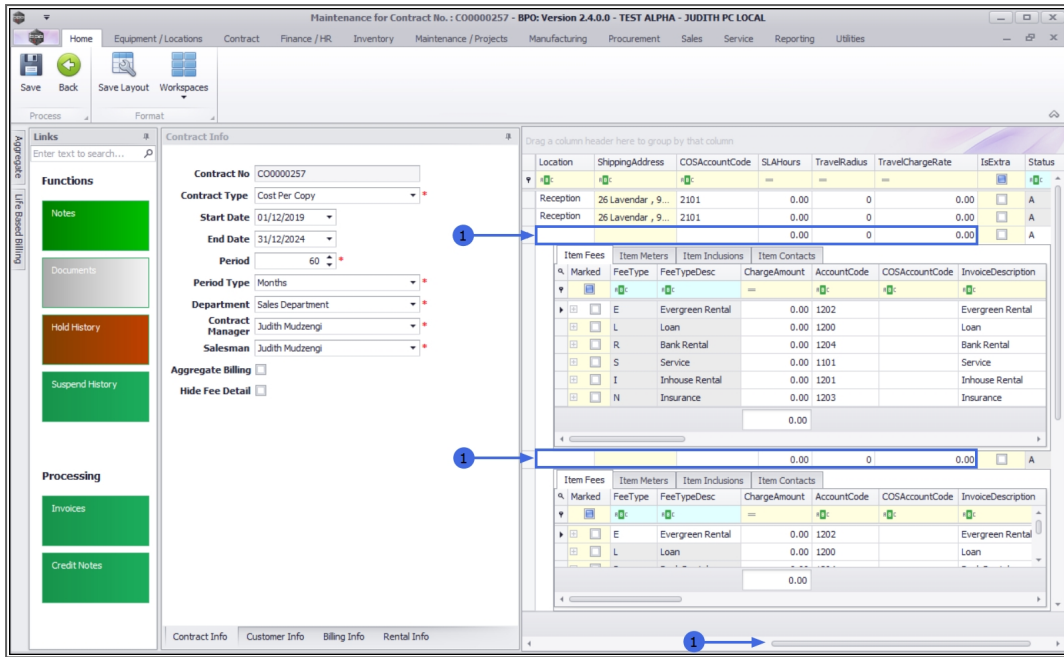 Maintenance for Contract No. : CO0000257 - BPO: Version 2.4.0.0 - TEST ALPHA - JUDITH PC LOCAL
Home Equipment / Locations Contract Finance / HR Inventory Maintenance / Projects Manufacturing Procurement Sales Service Reporting Utilities
Save Back Save Layout Workspaces
Process Format
Aggregate
Life Based Billing
Links
Enter text to search...
Functions
Notes
Documents
Hold History
Suspend History
Processing
Invoices
Credit Notes
Contract Info
Contract No CO0000257
Contract Type Cost Per Copy *
Start Date 01/12/2019
End Date 31/12/2024
Period 60 *
Period Type Months *
Department Sales Department *
Contract Manager Judith Mudzengi *
Salesman Judith Mudzengi *
Aggregate Billing
Hide Fee Detail
Contract Info Customer Info Billing Info Rental Info
Drag a column header here to group by that column
Location ShippingAddress COSAccountCode SLAHours TravelRadius TravelChargeRate IsExtra Status
Reception 26 Lavendar , 9... 2101 0.00 0 0.00 A
Reception 26 Lavendar , 9... 2101 0.00 0 0.00 A
1 0.00 0 0.00 A
Item Fees Item Meters Item Inclusions Item Contacts
Marked FeeType FeeTypeDesc ChargeAmount AccountCode COSAccountCode InvoiceDescription
E Evergreen Rental 0.00 1202 Evergreen Rental
L Loan 0.00 1200 Loan
R Bank Rental 0.00 1204 Bank Rental
S Service 0.00 1101 Service
I Inhouse Rental 0.00 1201 Inhouse Rental
N Insurance 0.00 1203 Insurance
0.00
1 0.00 0 0.00 A
Item Fees Item Meters Item Inclusions Item Contacts
Marked FeeType FeeTypeDesc ChargeAmount AccountCode COSAccountCode InvoiceDescription
E Evergreen Rental 0.00 1202 Evergreen Rental
L Loan 0.00 1200 Loan
0.00
1